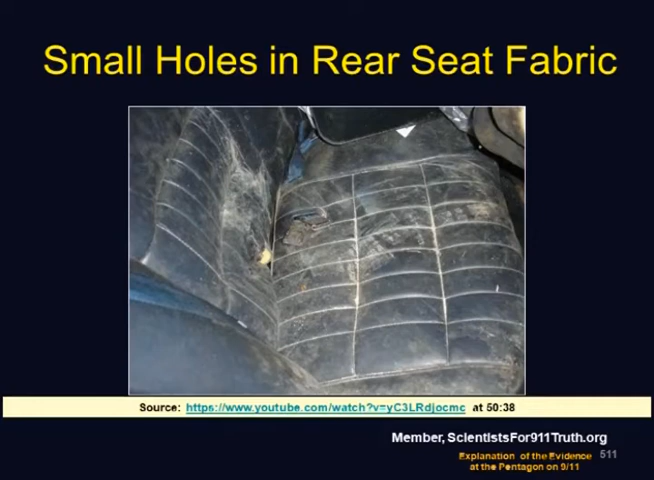 Small Holes in Rear Seat Fabric
Source: https://www.youtube.com/watch?v=yC3LRdjocmc at 50:38
Member, ScientistsFor911Truth.org
Explanation of the Evidence 511
at the Pentagon on 9/11